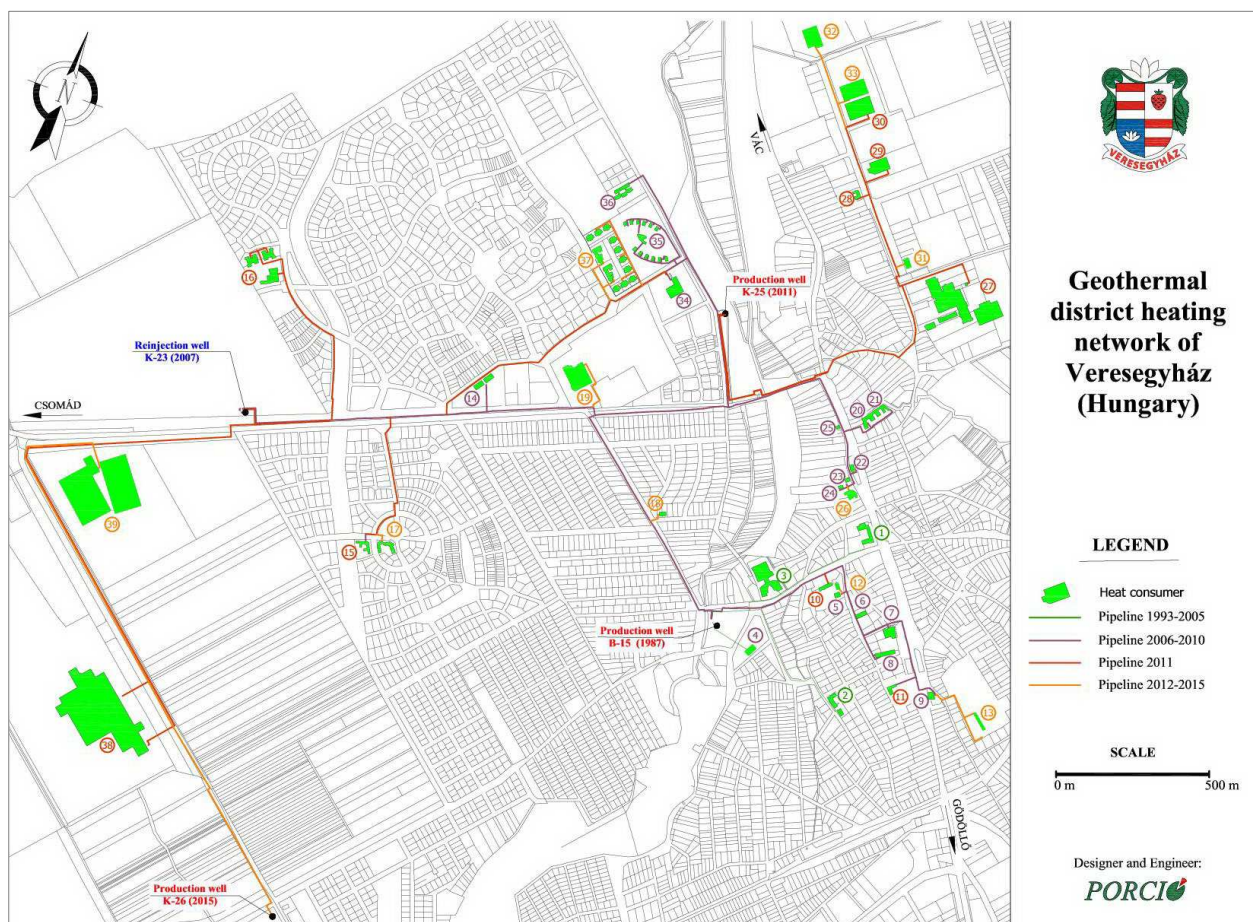 N
VÁC
CSOMÁD
GÖDÖLLŐ
Reinjection well
K-23 (2007)
Production well
K-25 (2011)
Production well
B-15 (1987)
Production well
K-26 (2015)
32
33
30
29
28
31
27
36
35
37
34
16
14
19
21
20
25
22
23
24
26
18
17
15
39
38
1
3
12
10
5
6
7
4
8
11
9
2
13
VERESEGYHÁZ
Geothermal
district heating
network of
Veresegyház
(Hungary)
LEGEND
Heat consumer
Pipeline 1993-2005
Pipeline 2006-2010
Pipeline 2011
Pipeline 2012-2015
SCALE
0 m 500 m
Designer and Engineer:
PORCIÓ